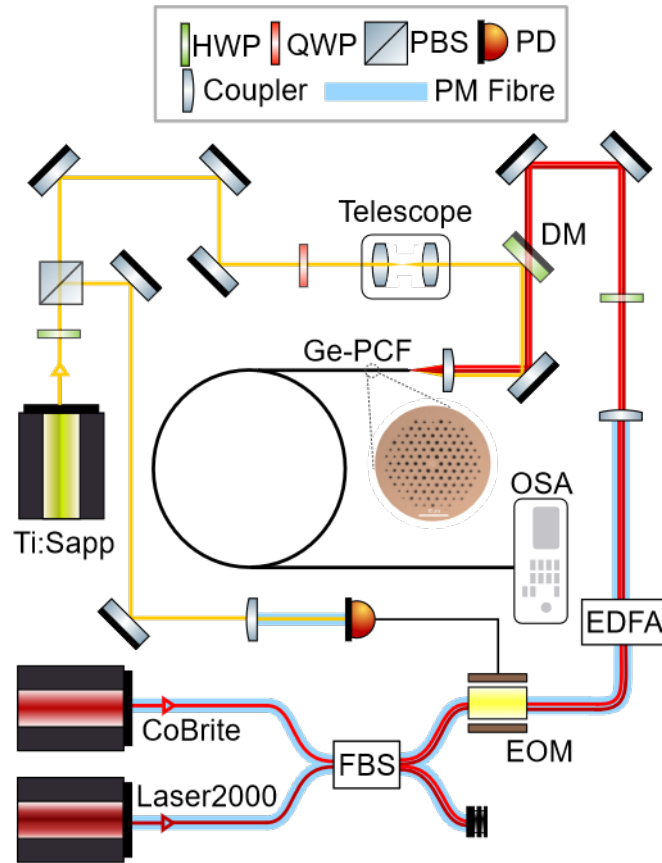 HWP QWP PBS PD
Coupler PM Fibre
Telescope
DM
Ge-PCF
OSA
Ti:Sapp
EDFA
CoBrite
EOM
FBS
Laser2000